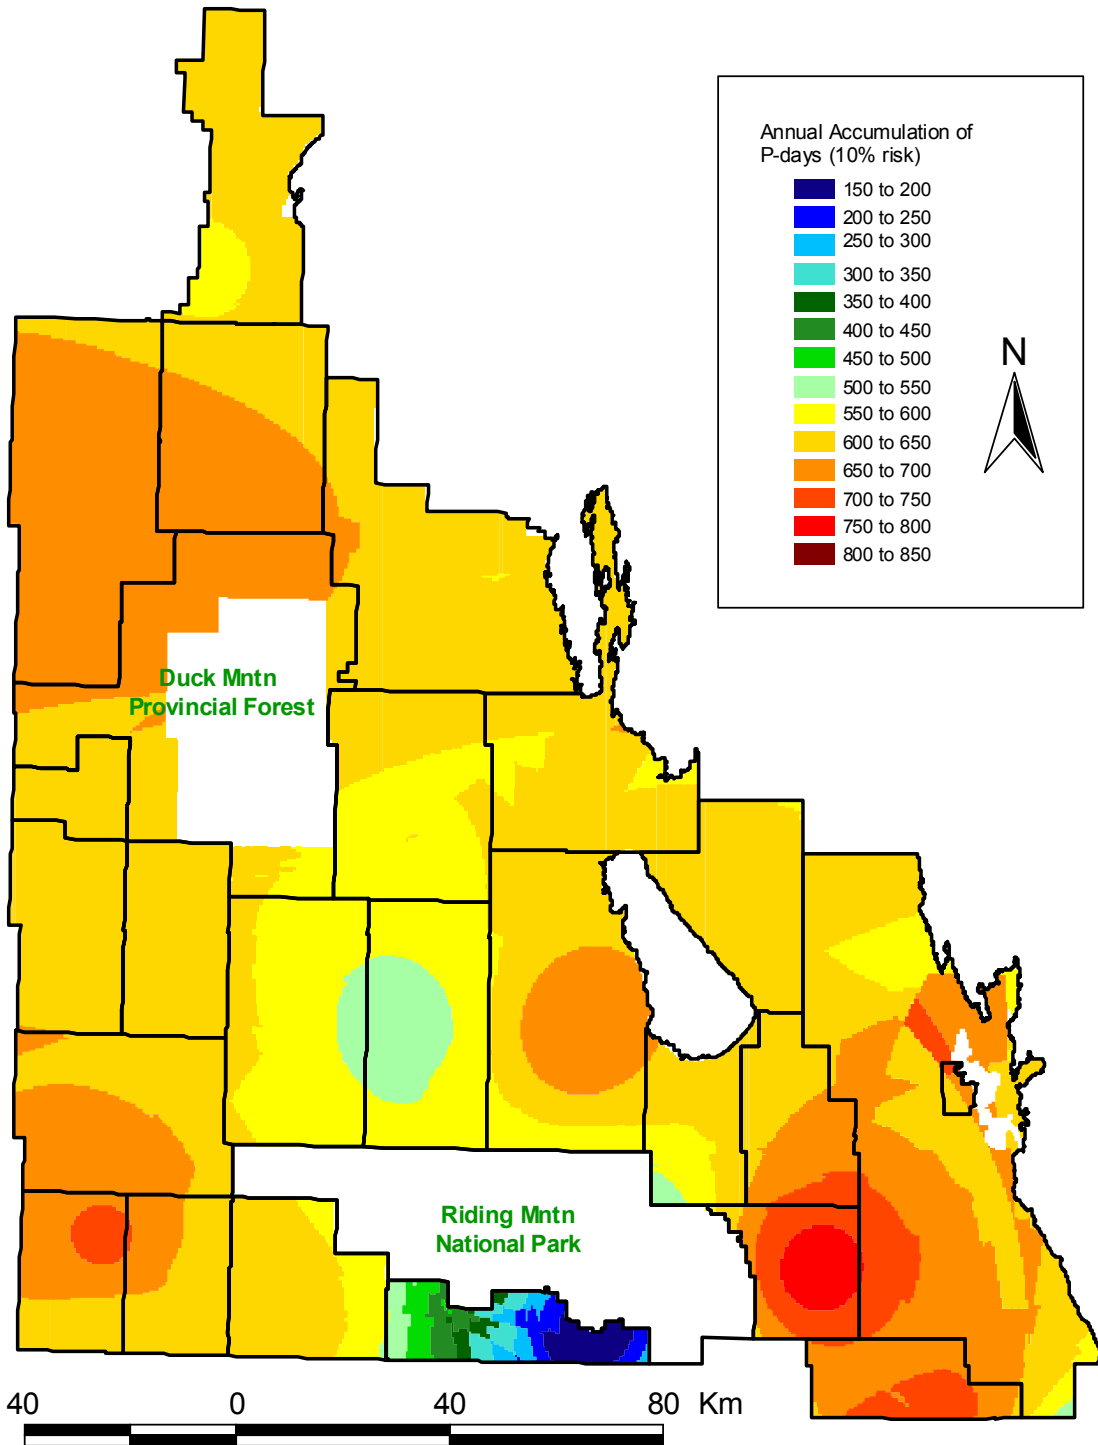 Annual Accumulation of
P-days (10% risk)
150 to 200
200 to 250
250 to 300
300 to 350
350 to 400
400 to 450
450 to 500
500 to 550
550 to 600
600 to 650
650 to 700
700 to 750
750 to 800
800 to 850
N
Duck Mntn
Provincial Forest
Riding Mntn
National Park
40 0 40 80 Km